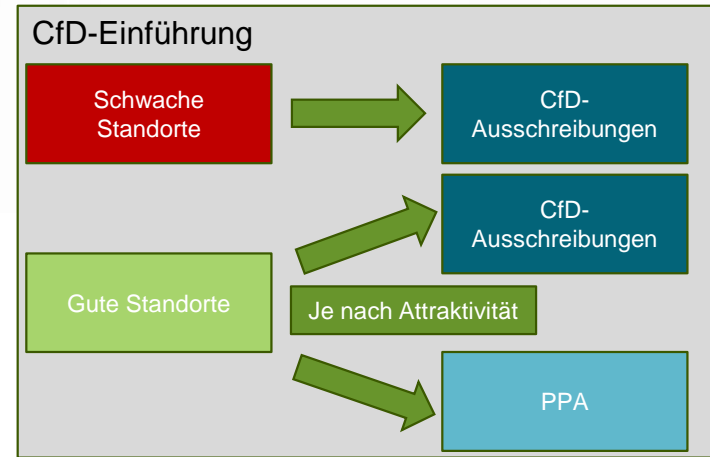 CfD-Einführung
Schwache
Standorte
CfD-
Ausschreibungen
CfD-
Ausschreibungen
Gute Standorte
Je nach Attraktivität
PPA